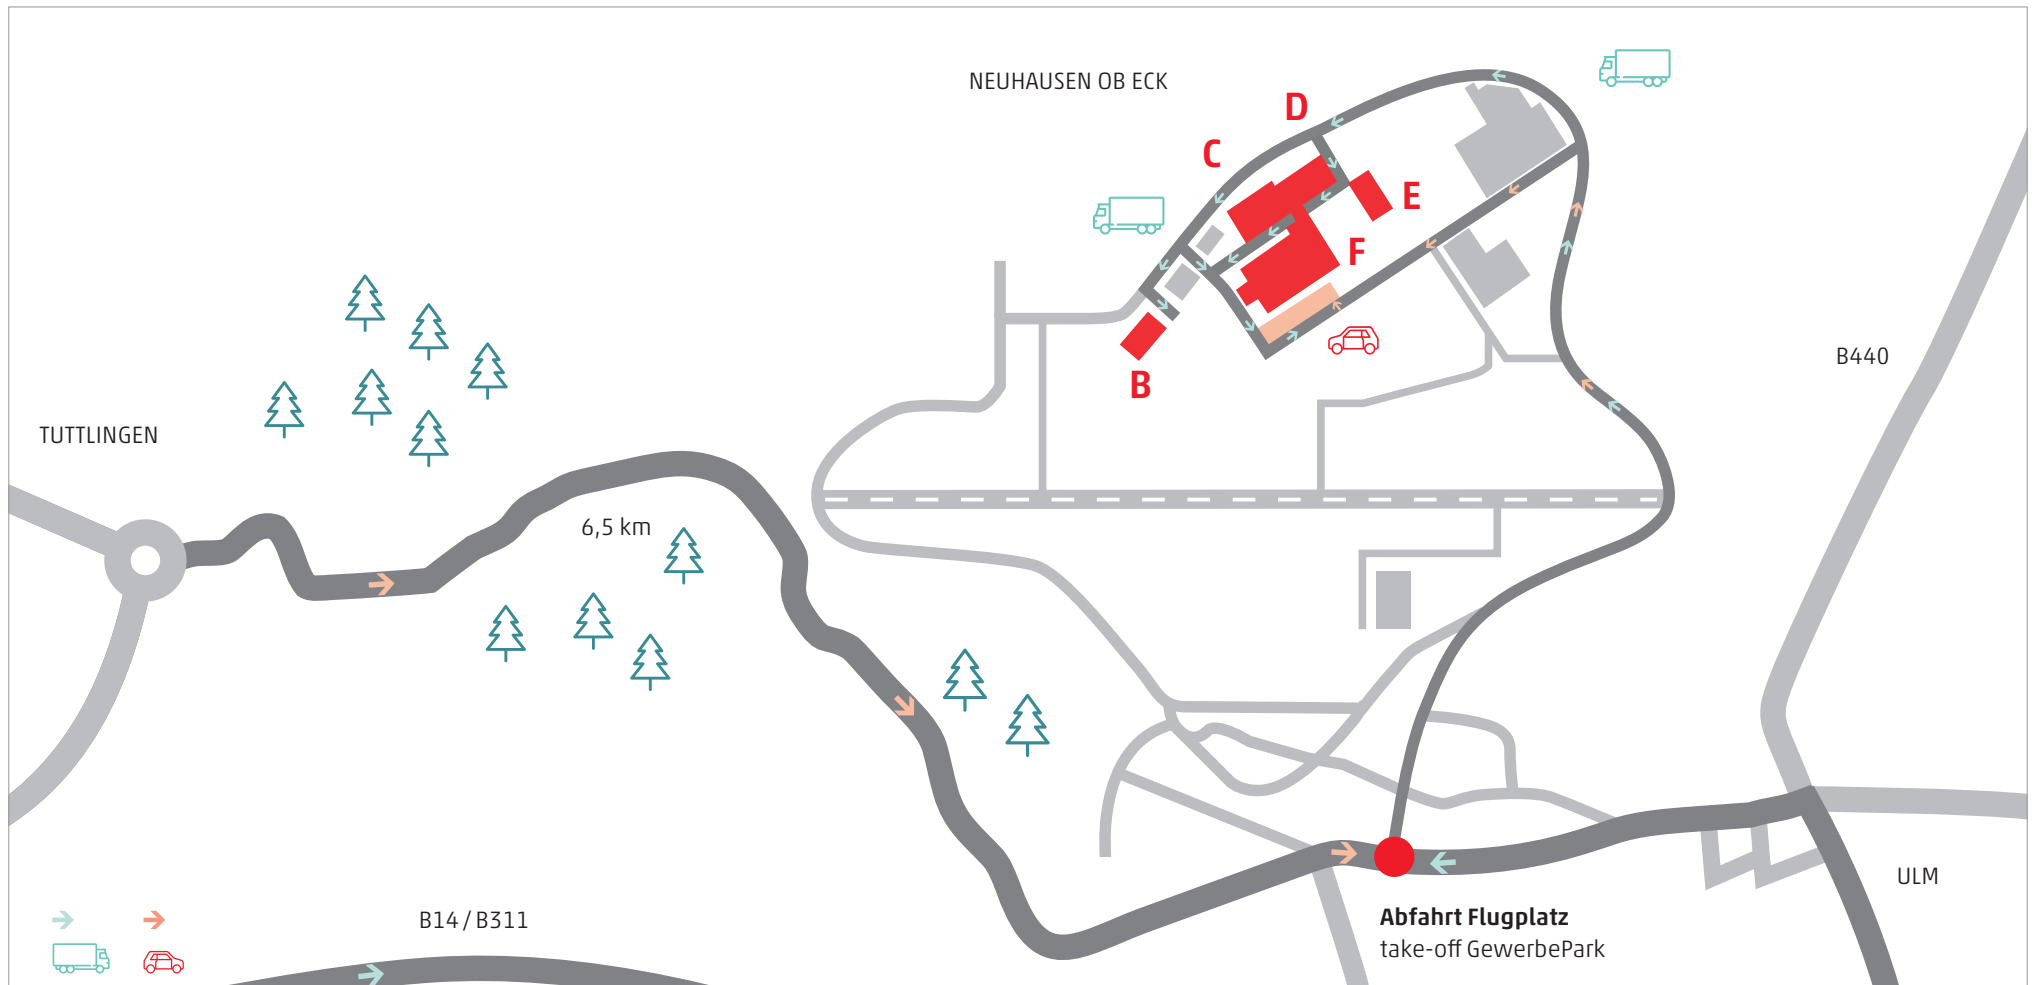 NEUHAUSEN OB ECK
D
C
E
F
B
B440
TUTTLINGEN
6,5 km
ULM
B14 / B311
Abfahrt Flugplatz
take-off GewerbePark